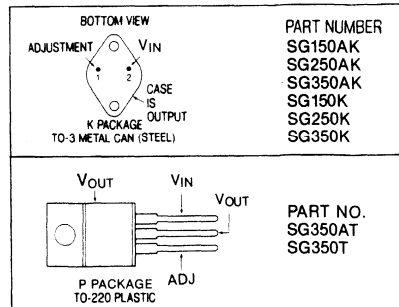 BOTTOM VIEW
ADJUSTMENT
VIN
1
2
CASE
IS
OUTPUT
K PACKAGE
TO-3 METAL CAN (STEEL)
PART NUMBER
SG150AK
SG250AK
SG350AK
SG150K
SG250K
SG350K
VOUT
VIN
VOUT
ADJ
P PACKAGE
TO-220 PLASTIC
PART NO.
SG350AT
SG350T